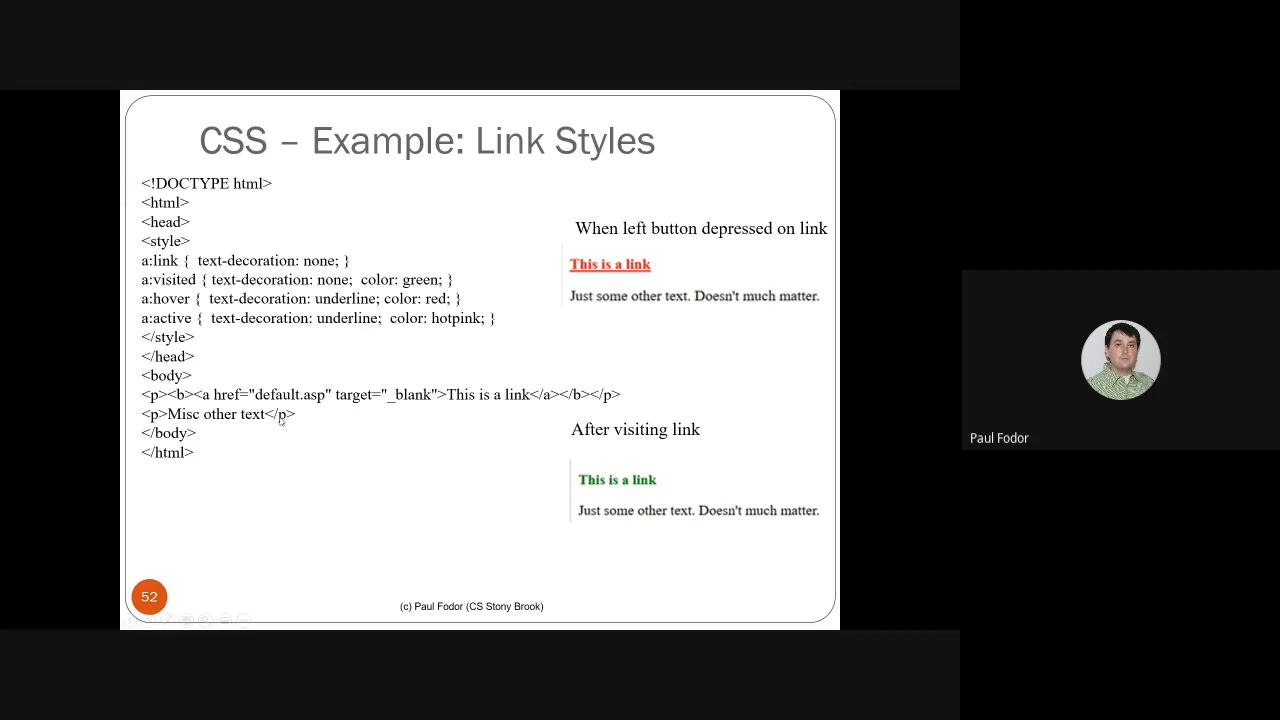 CSS – Example: Link Styles
<!DOCTYPE html>
<html>
<head>
<style>
a:link {  text-decoration: none; }
a:visited { text-decoration: none;  color: green; }
a:hover {  text-decoration: underline; color: red; }
a:active {  text-decoration: underline;  color: hotpink; }
</style>
</head>
<body>
<p><b><a href="default.asp" target="_blank">This is a link</a></b></p>
<p>Misc other text</p>
</body>
</html>
When left button depressed on link
This is a link
Just some other text. Doesn't much matter.
After visiting link
This is a link
Just some other text. Doesn't much matter.
52
(c) Paul Fodor (CS Stony Brook)
Paul Fodor